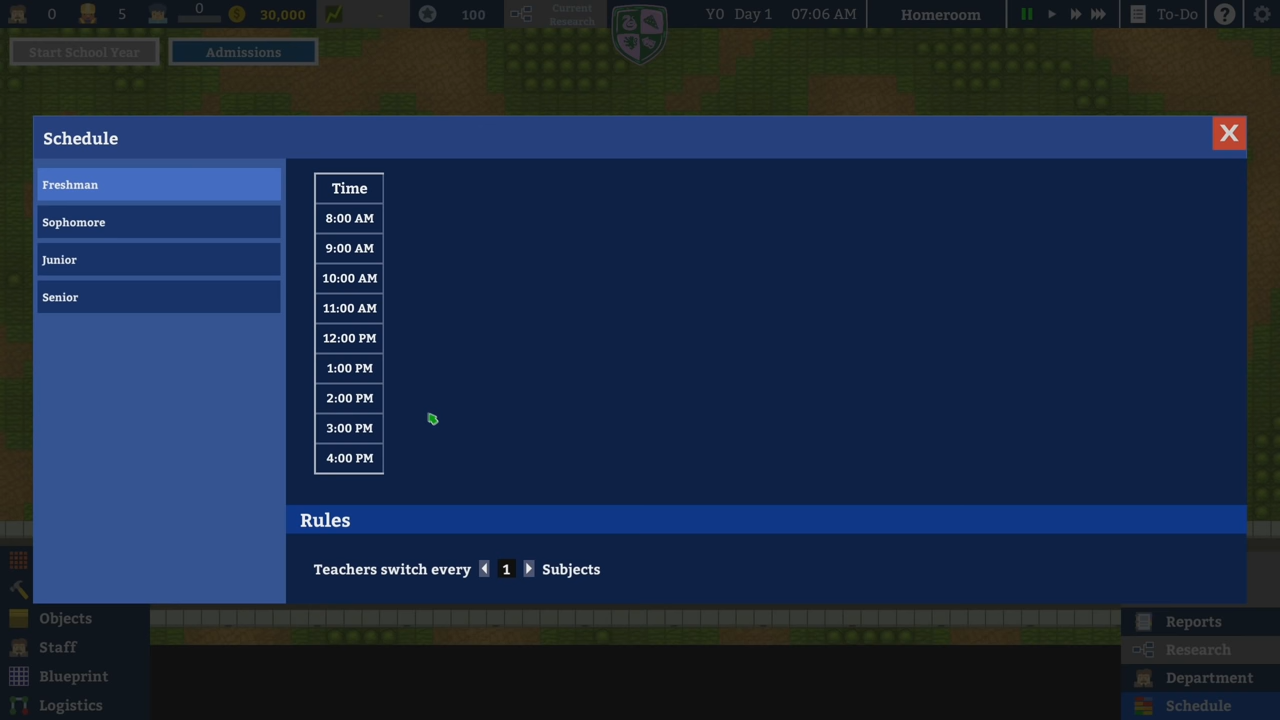 0
5
0
30,000
-
100
Current
Research
Y0 Day 1 07:06 AM
Homeroom
To-Do
?
Start School Year
Admissions
Schedule
X
Freshman
Sophomore
Junior
Senior
Time
8:00 AM
9:00 AM
10:00 AM
11:00 AM
12:00 PM
1:00 PM
2:00 PM
3:00 PM
4:00 PM
Rules
Teachers switch every 1 Subjects
Objects
Staff
Blueprint
Logistics
Reports
Research
Department
Schedule